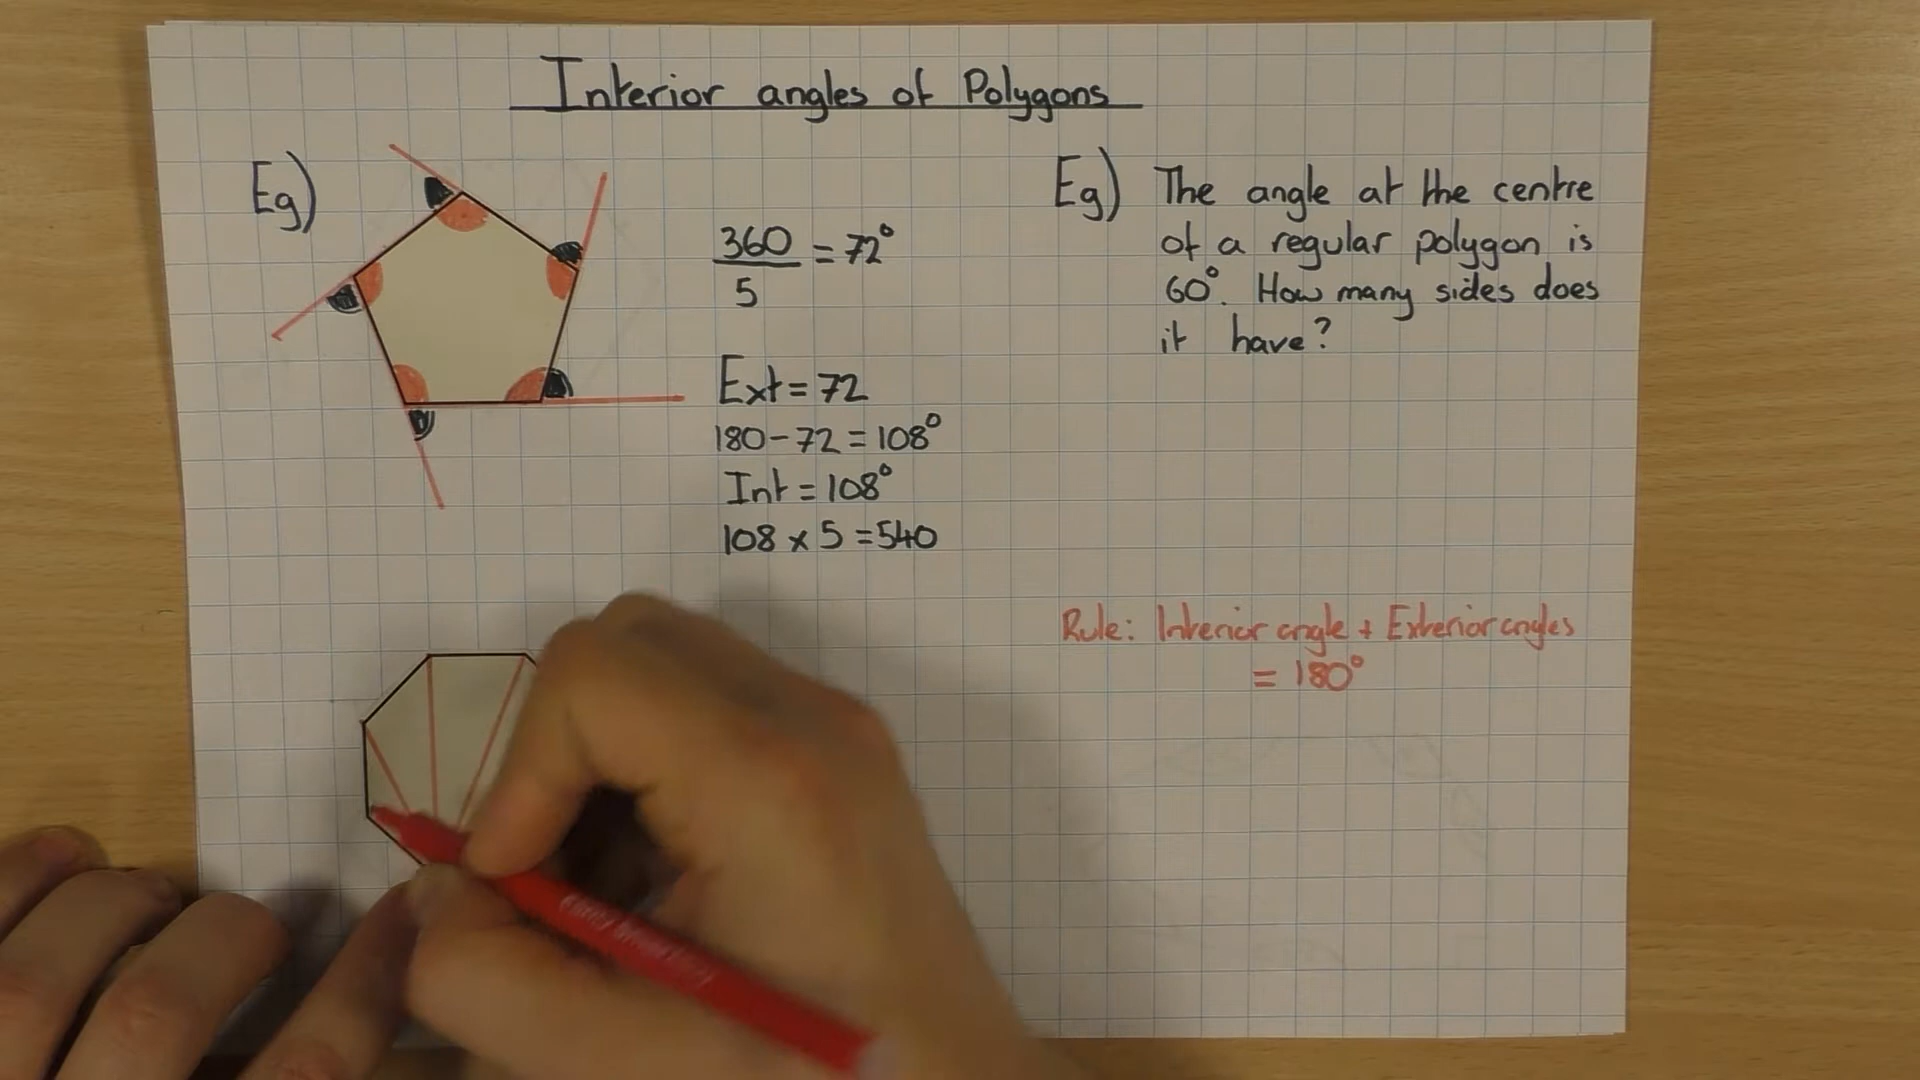 Interior angles of Polygons
Eg)
360
5
= 72°
Ext = 72
180 - 72 = 108°
Int = 108°
108 x 5 = 540
Eg) The angle at the centre
of a regular polygon is
60°. How many sides does
it have?
Rule: Interior angle + Exterior angles
= 180°